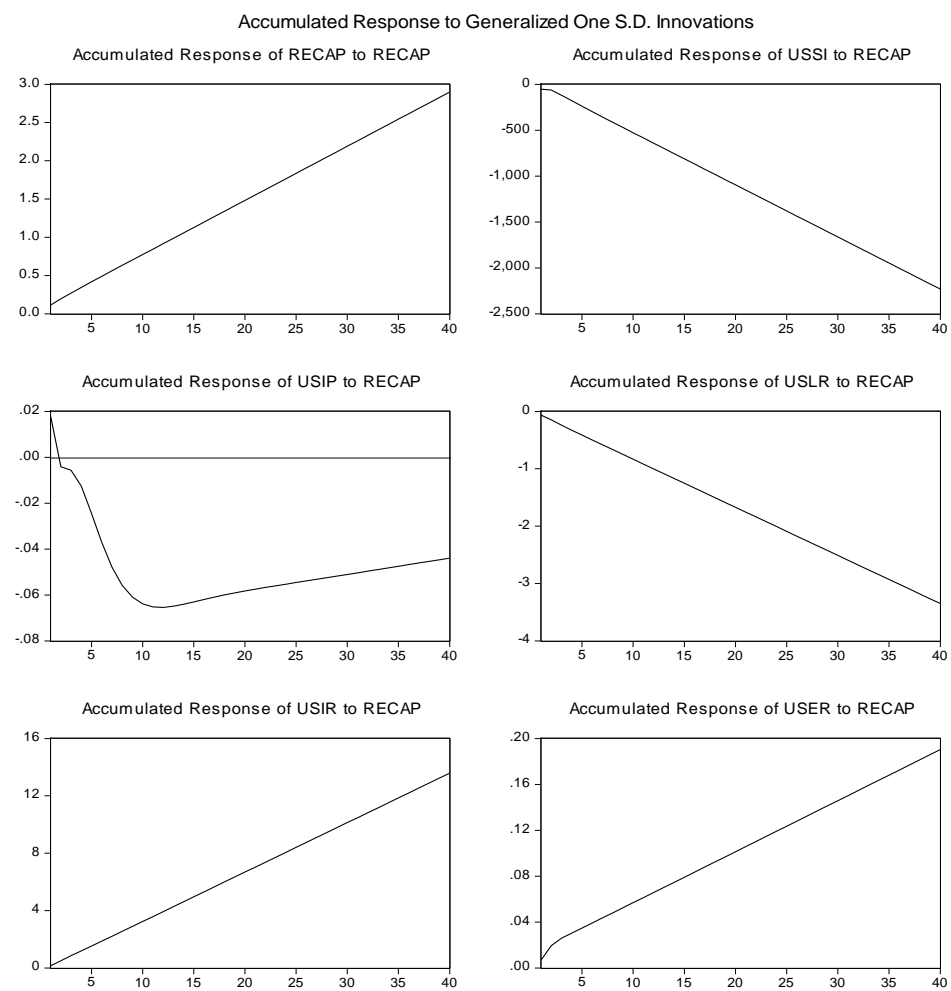 Accumulated Response to Generalized One S.D. Innovations
Accumulated Response of RECAP to RECAP
3.0
2.5
2.0
1.5
1.0
0.5
0.0
5 10 15 20 25 30 35 40
Accumulated Response of USSI to RECAP
0
-500
-1,000
-1,500
-2,000
-2,500
5 10 15 20 25 30 35 40
Accumulated Response of USIP to RECAP
.02
.00
-.02
-.04
-.06
-.08
5 10 15 20 25 30 35 40
Accumulated Response of USLR to RECAP
0
-1
-2
-3
-4
5 10 15 20 25 30 35 40
Accumulated Response of USIR to RECAP
16
12
8
4
0
5 10 15 20 25 30 35 40
Accumulated Response of USER to RECAP
.20
.16
.12
.08
.04
.00
5 10 15 20 25 30 35 40